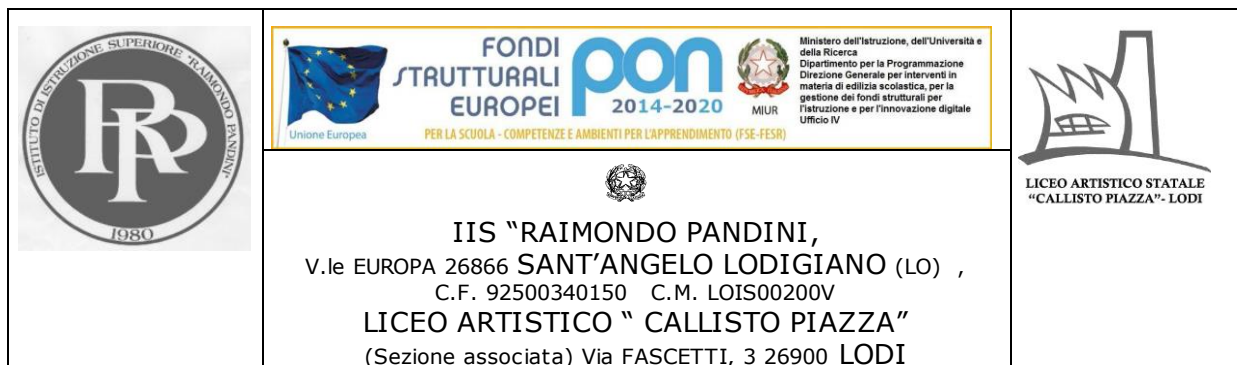 ISTITUTO DI ISTRUZIONE SUPERIORE "RAIMONDO PANDINI"
RP
1980
Unione Europea
FONDI
STRUTTURALI
EUROPEI
pon
2014-2020
MIUR
Ministero dell'Istruzione, dell'Università e
della Ricerca
Dipartimento per la Programmazione
Direzione Generale per interventi in
materia di edilizia scolastica, per la
gestione dei fondi strutturali per
l'istruzione e per l'innovazione digitale
Ufficio IV
PER LA SCUOLA - COMPETENZE E AMBIENTI PER L'APPRENDIMENTO (FSE-FESR)
LICEO ARTISTICO STATALE
"CALLISTO PIAZZA"- LODI
IIS "RAIMONDO PANDINI,
V.le EUROPA 26866 SANT'ANGELO LODIGIANO (LO) ,
C.F. 92500340150 C.M. LOIS00200V
LICEO ARTISTICO " CALLISTO PIAZZA"
(Sezione associata) Via FASCETTI, 3 26900 LODI